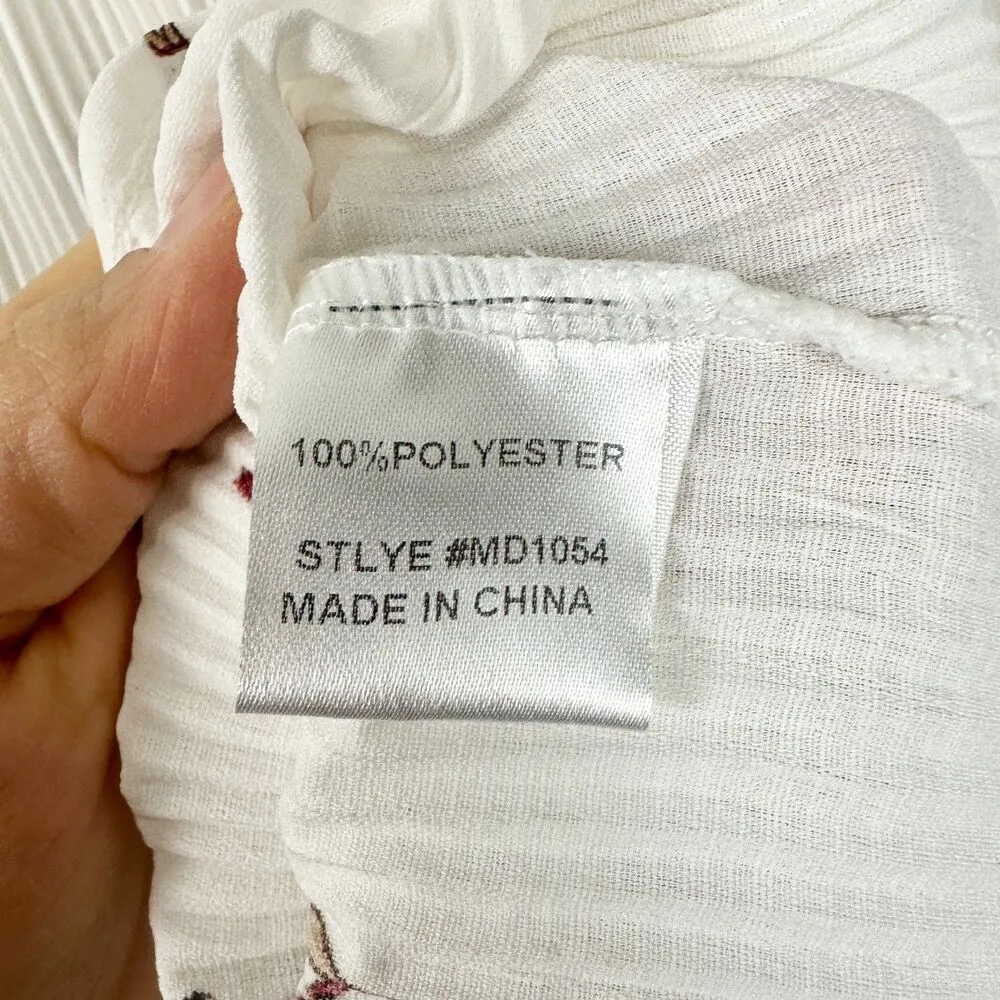 100%POLYESTER
STLYE #MD1054
MADE IN CHINA